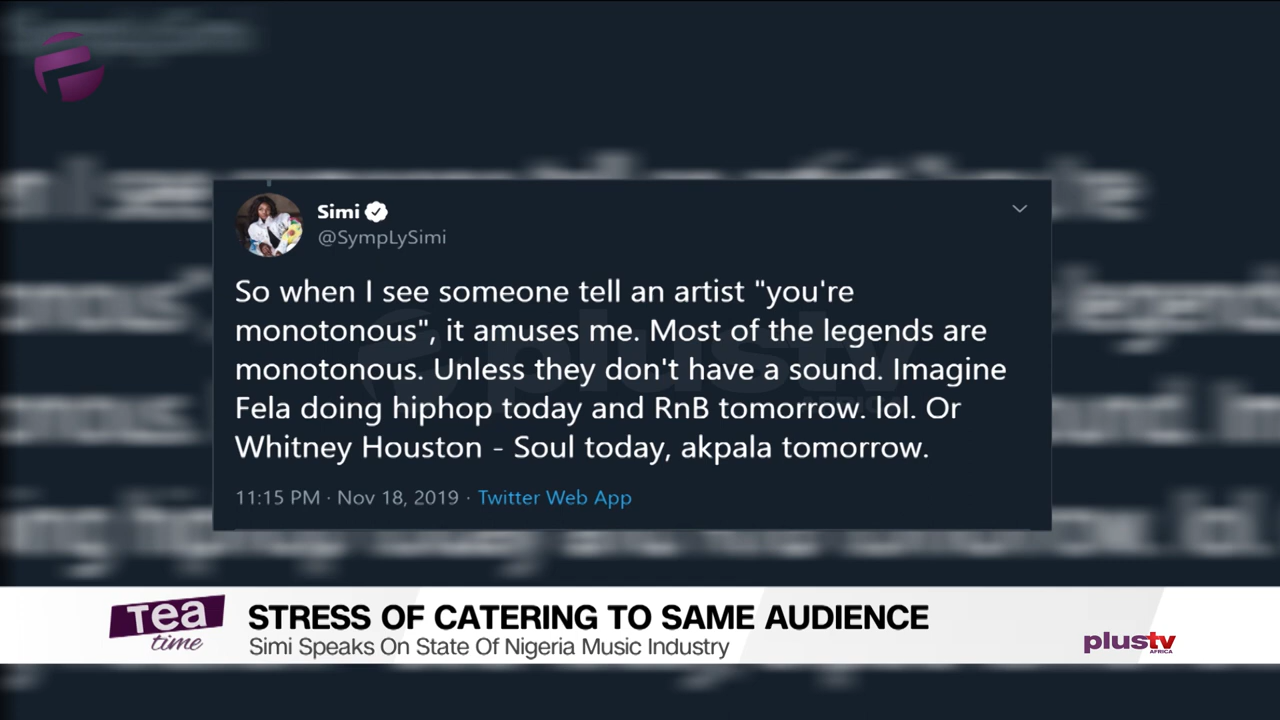 Simi
@SympLySimi
So when I see someone tell an artist "you're
monotonous", it amuses me. Most of the legends are
monotonous. Unless they don't have a sound. Imagine
Fela doing hiphop today and RnB tomorrow. lol. Or
Whitney Houston - Soul today, akpala tomorrow.
11:15 PM · Nov 18, 2019 · Twitter Web App
Tea
time
STRESS OF CATERING TO SAME AUDIENCE
Simi Speaks On State Of Nigeria Music Industry
plustv
AFRICA